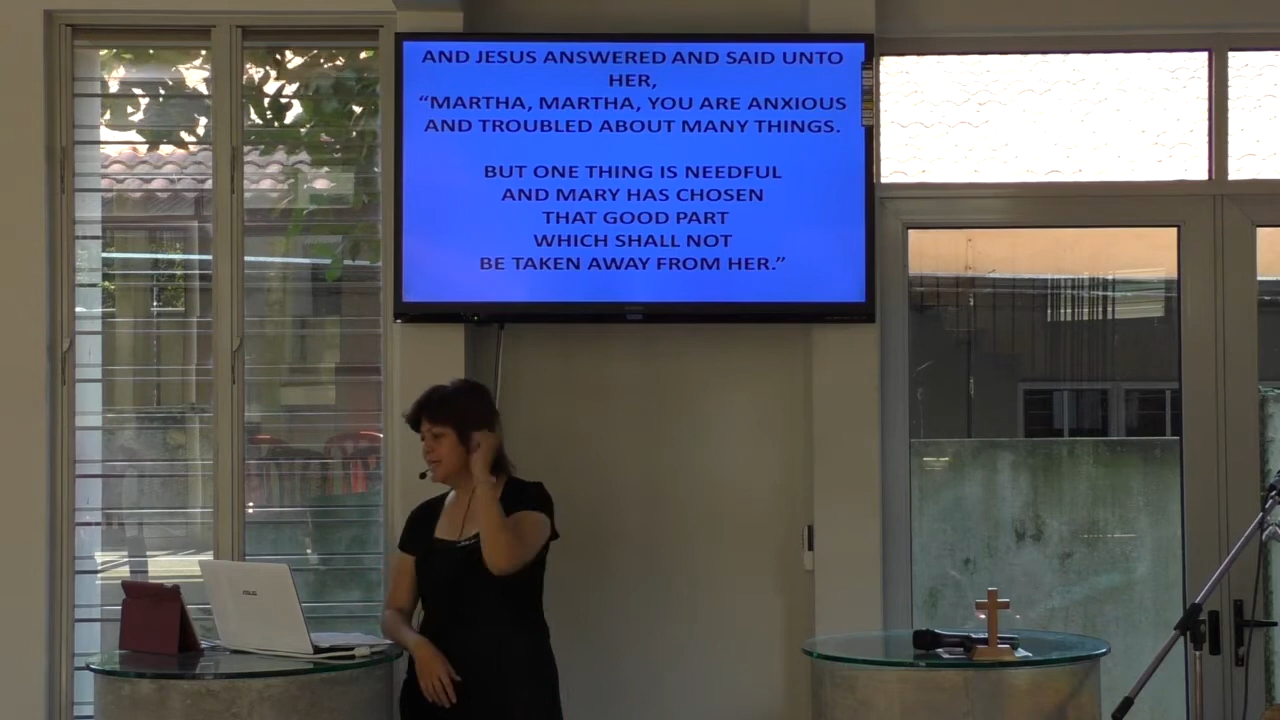 AND JESUS ANSWERED AND SAID UNTO
HER,
“MARTHA, MARTHA, YOU ARE ANXIOUS
AND TROUBLED ABOUT MANY THINGS.
BUT ONE THING IS NEEDFUL
AND MARY HAS CHOSEN
THAT GOOD PART
WHICH SHALL NOT
BE TAKEN AWAY FROM HER.”
ASUS